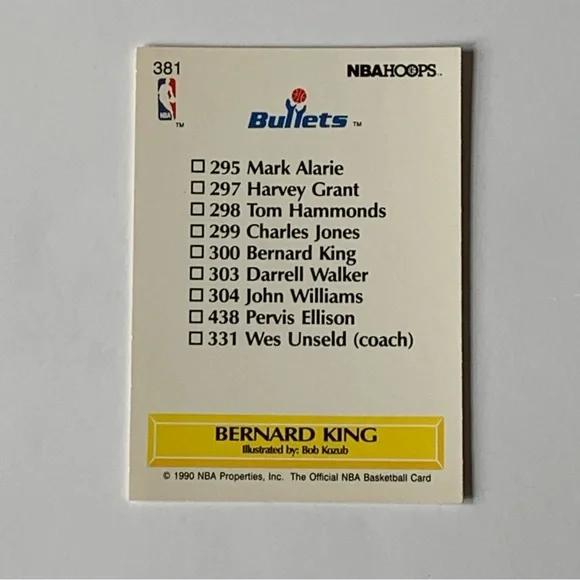 381 NBAHOOPS™
NBA ™
Bullets ™
☐ 295 Mark Alarie
☐ 297 Harvey Grant
☐ 298 Tom Hammonds
☐ 299 Charles Jones
☐ 300 Bernard King
☐ 303 Darrell Walker
☐ 304 John Williams
☐ 438 Pervis Ellison
☐ 331 Wes Unseld (coach)
BERNARD KING
Illustrated by: Bob Kozub
© 1990 NBA Properties, Inc. The Official NBA Basketball Card